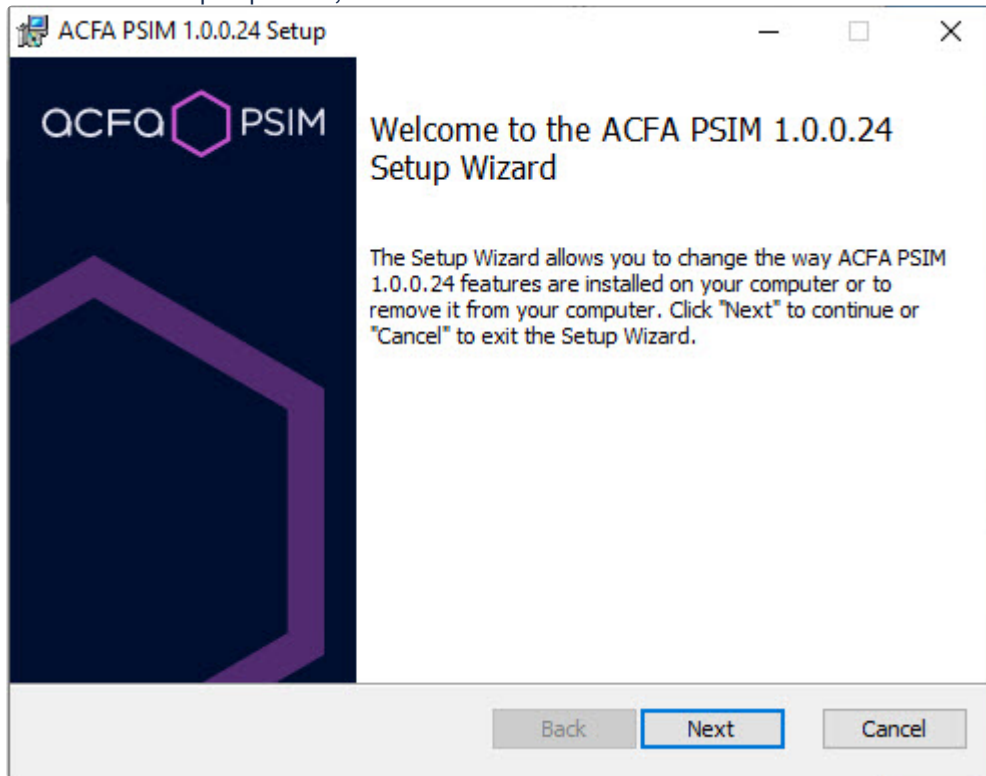 ACFA PSIM 1.0.0.24 Setup
acFa PSIM
Welcome to the ACFA PSIM 1.0.0.24
Setup Wizard
The Setup Wizard allows you to change the way ACFA PSIM
1.0.0.24 features are installed on your computer or to
remove it from your computer. Click "Next" to continue or
"Cancel" to exit the Setup Wizard.
Back Next Cancel